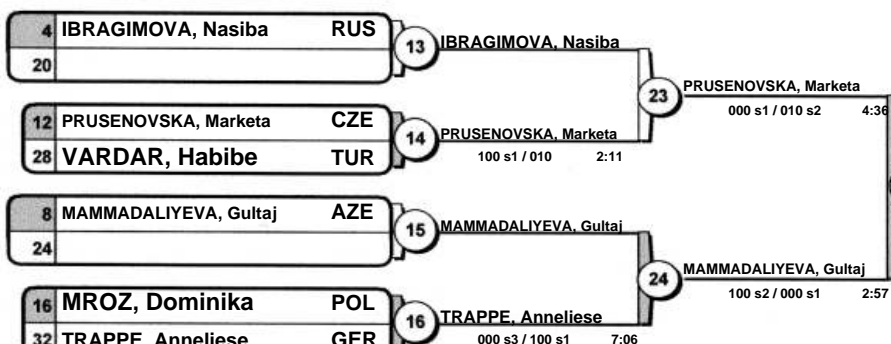 4 IBRAGIMOVA, Nasiba RUS
20
13 IBRAGIMOVA, Nasiba
12 PRUSENOVSKA, Marketa CZE
28 VARDAR, Habibe TUR
14 PRUSENOVSKA, Marketa
100 s1 / 010 2:11
23 PRUSENOVSKA, Marketa
000 s1 / 010 s2 4:36
8 MAMMADALIYEVA, Gultaj AZE
24
15 MAMMADALIYEVA, Gultaj
16 MROZ, Dominika POL
32 TRAPPE, Anneliese GER
16 TRAPPE, Anneliese
000 s3 / 100 s1 7:06
24 MAMMADALIYEVA, Gultaj
100 s2 / 000 s1 2:57